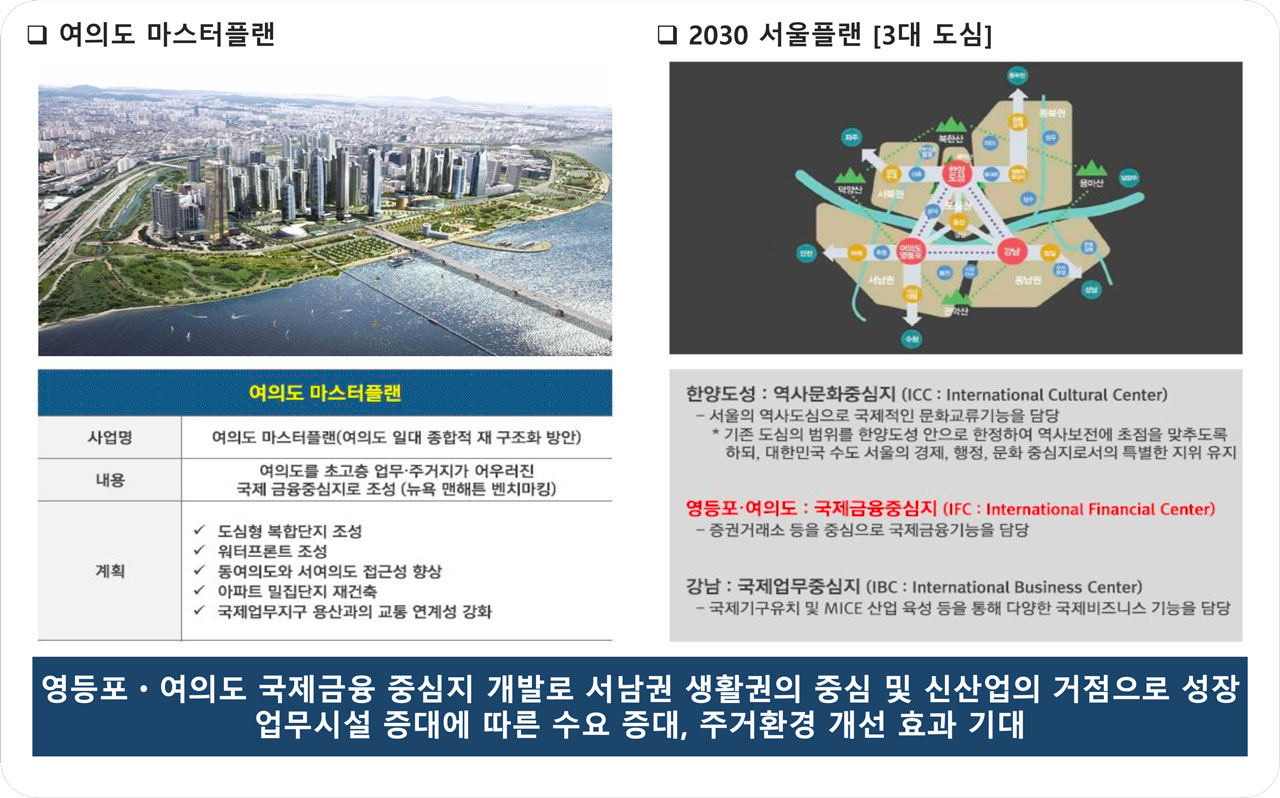 ❑ 여의도 마스터플랜
여의도 마스터플랜
사업명
여의도 마스터플랜(여의도 일대 종합적 재 구조화 방안)
내용
여의도를 초고층 업무·주거지가 어우러진
국제 금융중심지로 조성 (뉴욕 맨해튼 벤치마킹)
계획
✓ 도심형 복합단지 조성
✓ 워터프론트 조성
✓ 동여의도와 서여의도 접근성 향상
✓ 아파트 밀집단지 재건축
✓ 국제업무지구 용산과의 교통 연계성 강화
❑ 2030 서울플랜 [3대 도심]
동북권
북한산
파주
한양
도성
덕양산
서북권
용마산
남양주
용산
인천
여의도
영등포
강남
잠실
서남권
동남권
성남
관악산
수원
한양도성 : 역사문화중심지 (ICC : International Cultural Center)
– 서울의 역사도심으로 국제적인 문화교류기능을 담당
* 기존 도심의 범위를 한양도성 안으로 한정하여 역사보전에 초점을 맞추도록
하되, 대한민국 수도 서울의 경제, 행정, 문화 중심지로서의 특별한 지위 유지
영등포·여의도 : 국제금융중심지 (IFC : International Financial Center)
– 증권거래소 등을 중심으로 국제금융기능을 담당
강남 : 국제업무중심지 (IBC : International Business Center)
– 국제기구유치 및 MICE 산업 육성 등을 통해 다양한 국제비즈니스 기능을 담당
영등포 · 여의도 국제금융 중심지 개발로 서남권 생활권의 중심 및 신산업의 거점으로 성장
업무시설 증대에 따른 수요 증대, 주거환경 개선 효과 기대